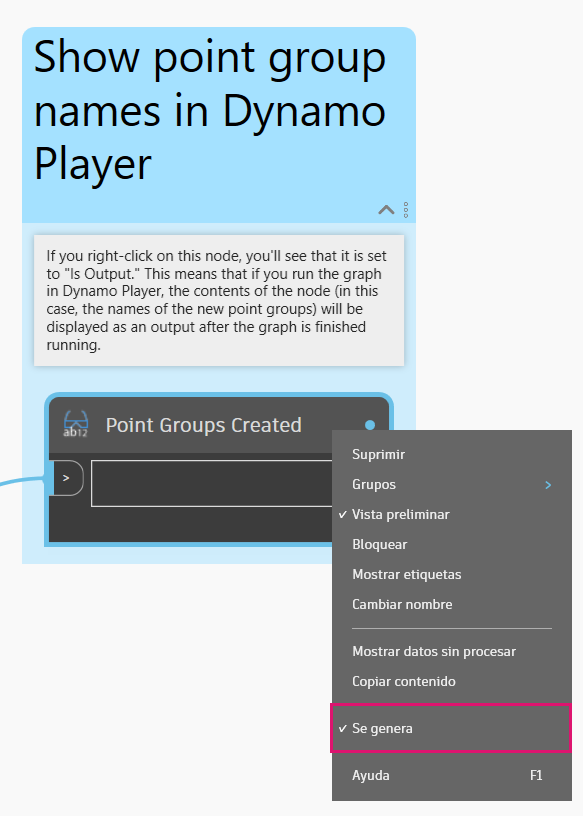 Show point group
names in Dynamo
Player
If you right-click on this node, you'll see that it is set
to "Is Output." This means that if you run the graph
in Dynamo Player, the contents of the node (in this
case, the names of the new point groups) will be
displayed as an output after the graph is finished
running.
ab12
Point Groups Created
>
Suprimir
Grupos >
✓ Vista preliminar
Bloquear
Mostrar etiquetas
Cambiar nombre
Mostrar datos sin procesar
Copiar contenido
✓ Se genera
Ayuda F1